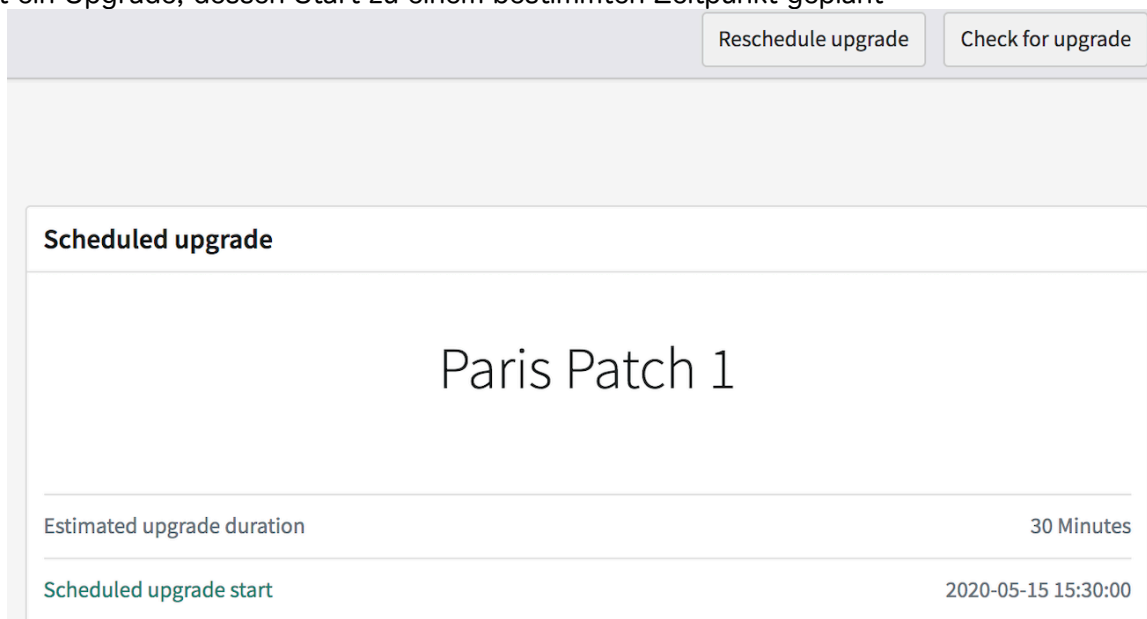 ein Upgrade, dessen Start zu einem bestimmten Zeitpunkt geplant
Reschedule upgrade Check for upgrade
Scheduled upgrade
Paris Patch 1
Estimated upgrade duration 30 Minutes
Scheduled upgrade start 2020-05-15 15:30:00